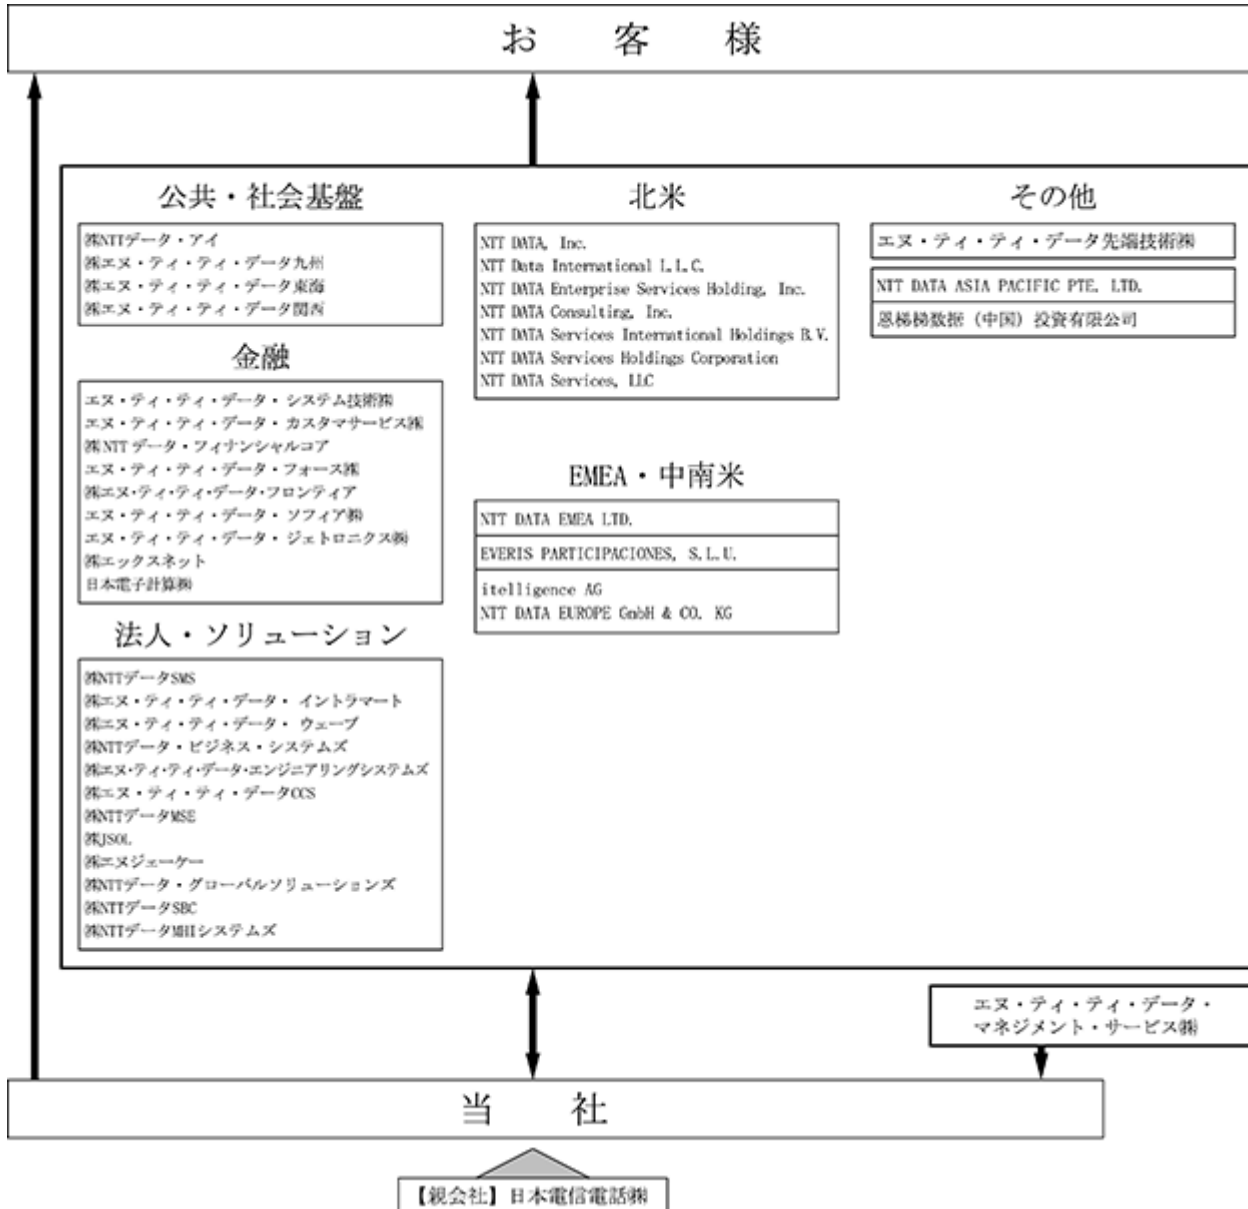 お 客 様
公共・社会基盤
㈱NTTデータ・アイ
㈱エヌ・ティ・ティ・データ九州
㈱エヌ・ティ・ティ・データ東海
㈱エヌ・ティ・ティ・データ関西
金融
エヌ・ティ・ティ・データ・システム技術㈱
エヌ・ティ・ティ・データ・カスタマサービス㈱
㈱NTTデータ・フィナンシャルコア
エヌ・ティ・ティ・データ・フォース㈱
㈱エヌ・ティ・ティ・データ・フロンティア
エヌ・ティ・ティ・データ・ソフィア㈱
エヌ・ティ・ティ・データ・ジェトロニクス㈱
㈱エックスネット
日本電子計算㈱
法人・ソリューション
㈱NTTデータSMS
㈱エヌ・ティ・ティ・データ・イントラマート
㈱エヌ・ティ・ティ・データ・ウェーブ
㈱NTTデータ・ビジネス・システムズ
㈱エヌ・ティ・ティ・データ・エンジニアリングシステムズ
㈱エヌ・ティ・ティ・データCCS
㈱NTTデータMSE
㈱JSOL
㈱エヌジェーケー
㈱NTTデータ・グローバルソリューションズ
㈱NTTデータSBC
㈱NTTデータMHIシステムズ
北米
NTT DATA, Inc.
NTT Data International L.L.C.
NTT DATA Enterprise Services Holding, Inc.
NTT DATA Consulting, Inc.
NTT DATA Services International Holdings B.V.
NTT DATA Services Holdings Corporation
NTT DATA Services, LLC
EMEA・中南米
NTT DATA EMEA LTD.
EVERIS PARTICIPACIONES, S.L.U.
itelligence AG
NTT DATA EUROPE GmbH & CO. KG
その他
エヌ・ティ・ティ・データ先端技術㈱
NTT DATA ASIA PACIFIC PTE. LTD.
恩梯梯数据（中国）投資有限公司
エヌ・ティ・ティ・データ・
マネジメント・サービス㈱
当 社
【親会社】日本電信電話㈱